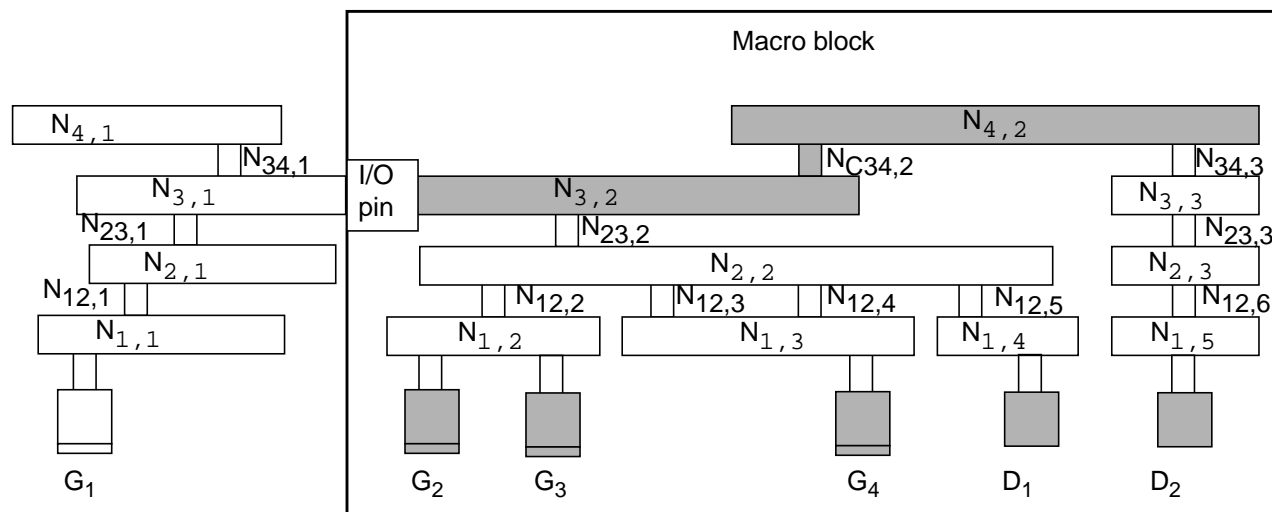 Macro block
N4,1
N4,2
N34,1
I/O pin
NC34,2
N34,3
N3,1
N3,2
N3,3
N23,1
N23,2
N23,3
N2,1
N2,2
N2,3
N12,1
N12,2
N12,3
N12,4
N12,5
N12,6
N1,1
N1,2
N1,3
N1,4
N1,5
G1
G2
G3
G4
D1
D2